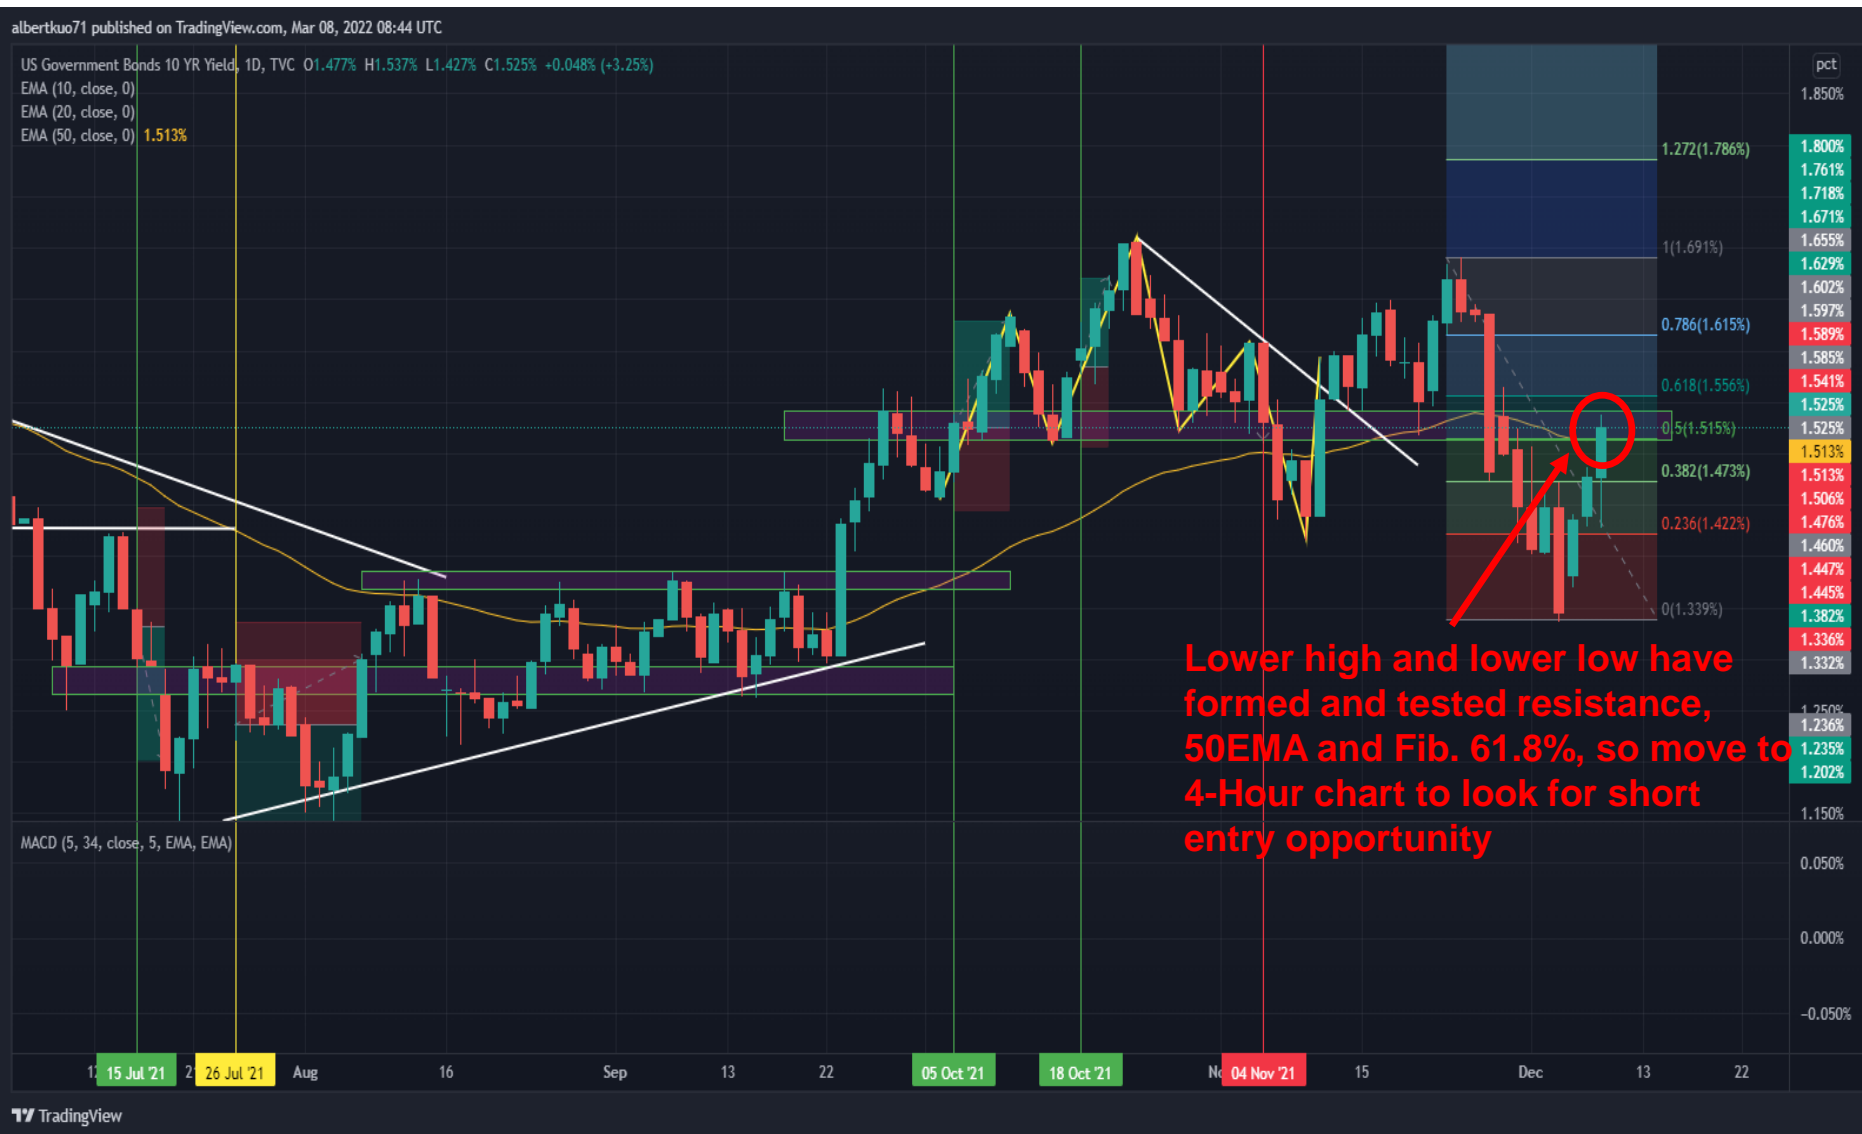 albertkuo71 published on TradingView.com, Mar 08, 2022 08:44 UTC
US Government Bonds 10 YR Yield, 1D, TVC O1.477% H1.537% L1.427% C1.525% +0.048% (+3.25%)
EMA (10, close, 0)
EMA (20, close, 0)
EMA (50, close, 0) 1.513%
pct
1.850%
1.272(1.786%)
1(1.691%)
0.786(1.615%)
0.618(1.556%)
0.5(1.515%)
0.382(1.473%)
0.236(1.422%)
0(1.339%)
1.800%
1.761%
1.718%
1.671%
1.655%
1.629%
1.602%
1.597%
1.589%
1.585%
1.541%
1.525%
1.525%
1.513%
1.513%
1.506%
1.476%
1.460%
1.447%
1.445%
1.382%
1.336%
1.332%
1.250%
1.236%
1.235%
1.202%
1.150%
Lower high and lower low have
formed and tested resistance,
50EMA and Fib. 61.8%, so move to
4-Hour chart to look for short
entry opportunity
MACD (5, 34, close, 5, EMA, EMA)
0.050%
0.000%
−0.050%
15 Jul '21 26 Jul '21 Aug 16 Sep 13 22 05 Oct '21 18 Oct '21 04 Nov '21 15 Dec 13 22
TradingView